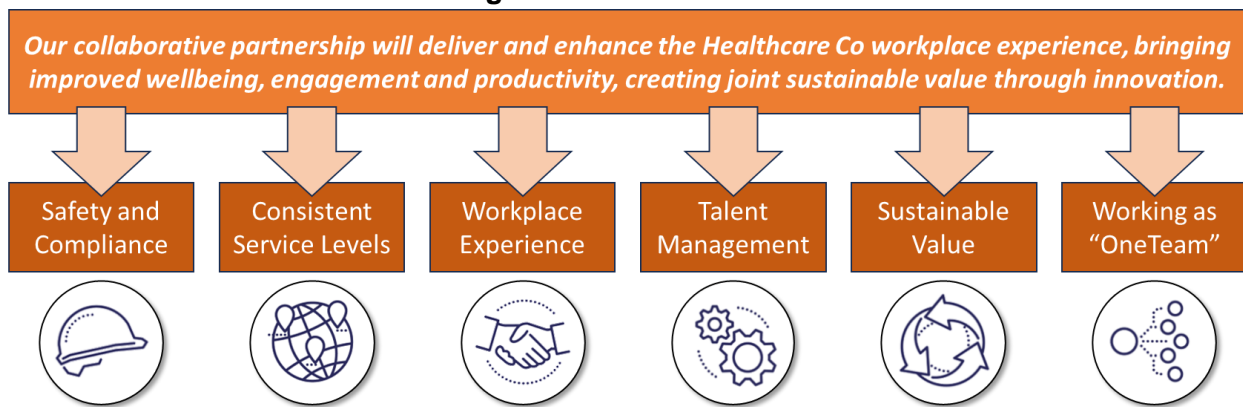 Our collaborative partnership will deliver and enhance the Healthcare Co workplace experience, bringing
improved wellbeing, engagement and productivity, creating joint sustainable value through innovation.
Safety and
Compliance
Consistent
Service Levels
Workplace
Experience
Talent
Management
Sustainable
Value
Working as
“OneTeam”